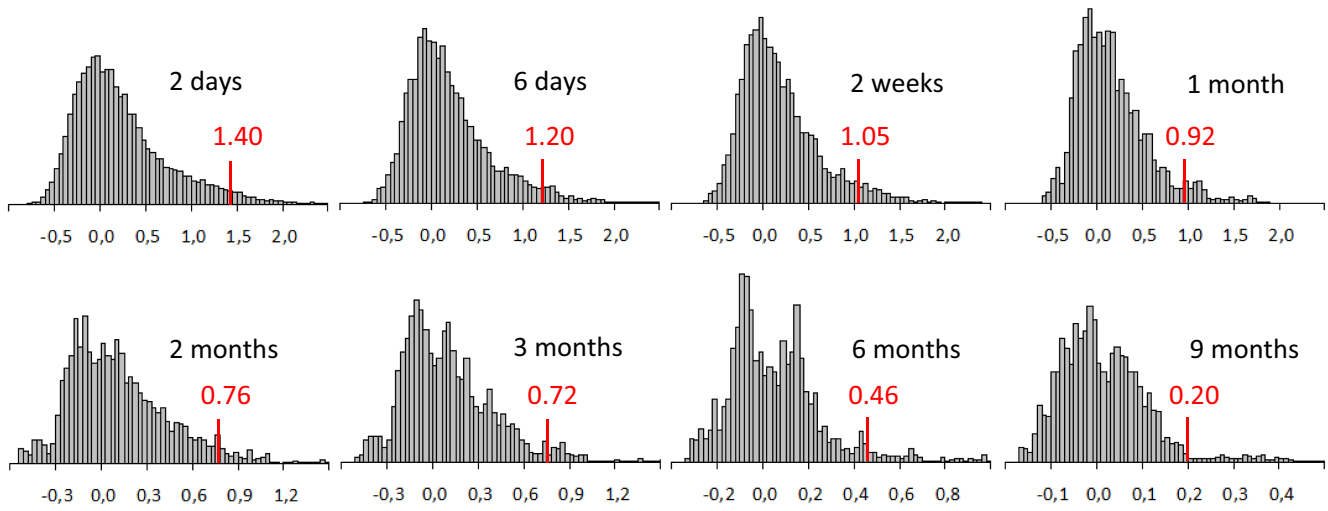 2 days
1.40
-0,5 0,0 0,5 1,5 2,0
6 days
1.20
-0,5 0,0 0,5 1,0 1,5 2,0
2 weeks
1.05
-0,5 0,0 0,5 1,0 1,5 2,0
1 month
0.92
-0,5 0,0 0,5 1,0 1,5 2,0
2 months
0.76
-0,3 0,0 0,3 0,6 0,9 1,2
3 months
0.72
-0,3 0,0 0,3 0,6 0,9 1,2
6 months
0.46
-0,2 0,0 0,2 0,4 0,6 0,8
9 months
0.20
-0,1 0,0 0,1 0,2 0,3 0,4